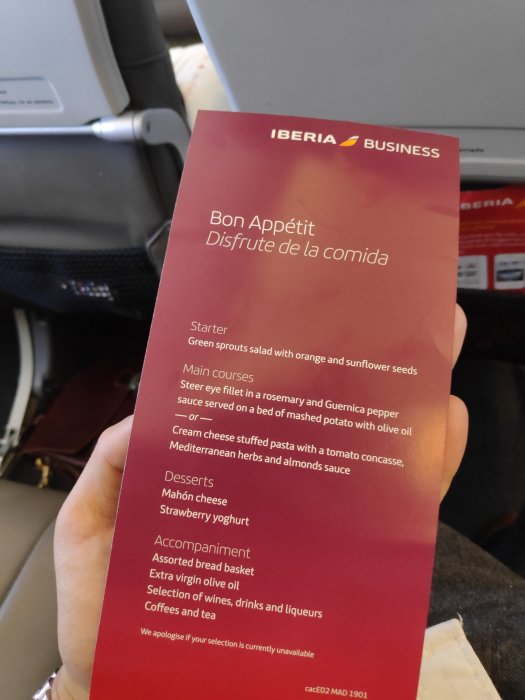 IBERIA BUSINESS
Bon Appétit
Disfrute de la comida
Starter
Green sprouts salad with orange and sunflower seeds
Main courses
Steer eye fillet in a rosemary and Guernica pepper
sauce served on a bed of mashed potato with olive oil
— or —
Cream cheese stuffed pasta with a tomato concasse,
Mediterranean herbs and almonds sauce
Desserts
Mahón cheese
Strawberry yoghurt
Accompaniment
Assorted bread basket
Extra virgin olive oil
Selection of wines, drinks and liqueurs
Coffees and tea
We apologise if your selection is currently unavailable
cacE02 MAD 1901
IBERIA